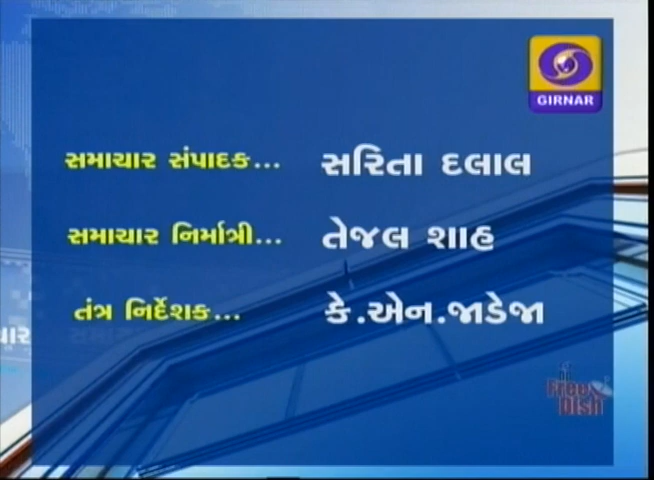 GIRNAR
સમાચાર સંપાદક... સરિતા દલાલ
સમાચાર નિર્માત્રી... તેજલ શાહ
તંત્ર નિર્દેશક... કે.એન.જાડેજા
ચાર
Free
Dish